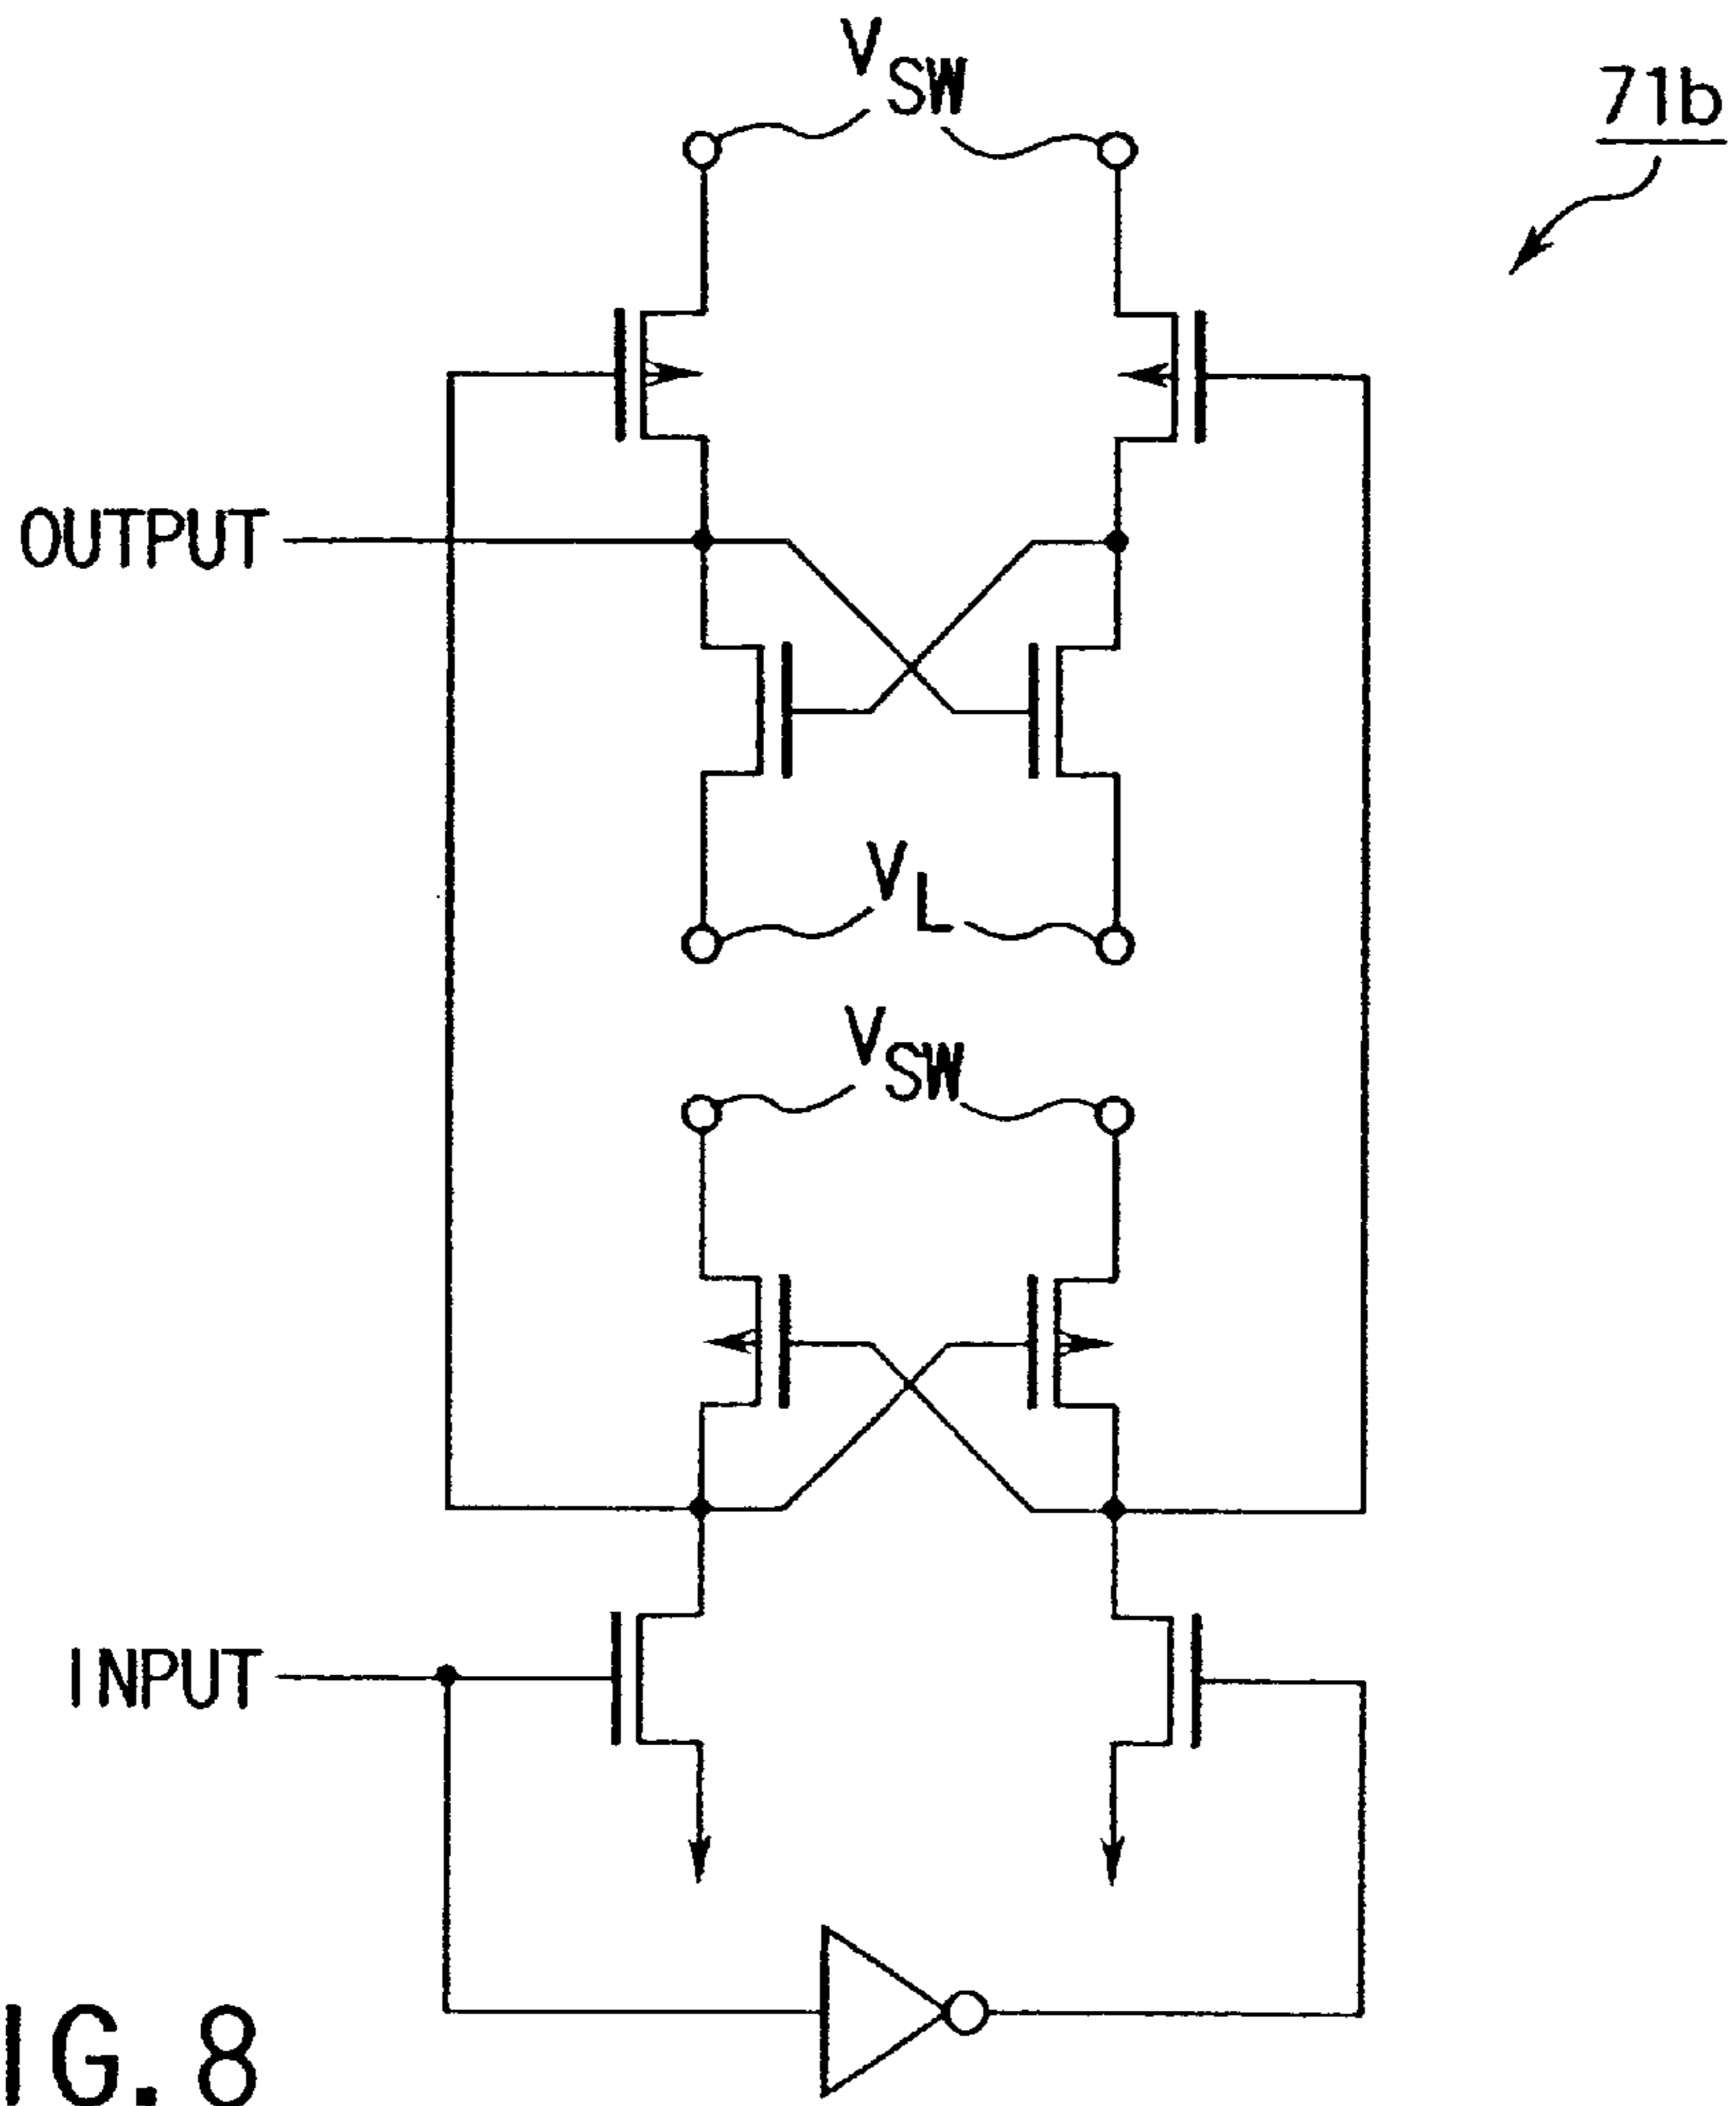 V_SW
71b
OUTPUT
V_L
V_SW
INPUT
IG. 8